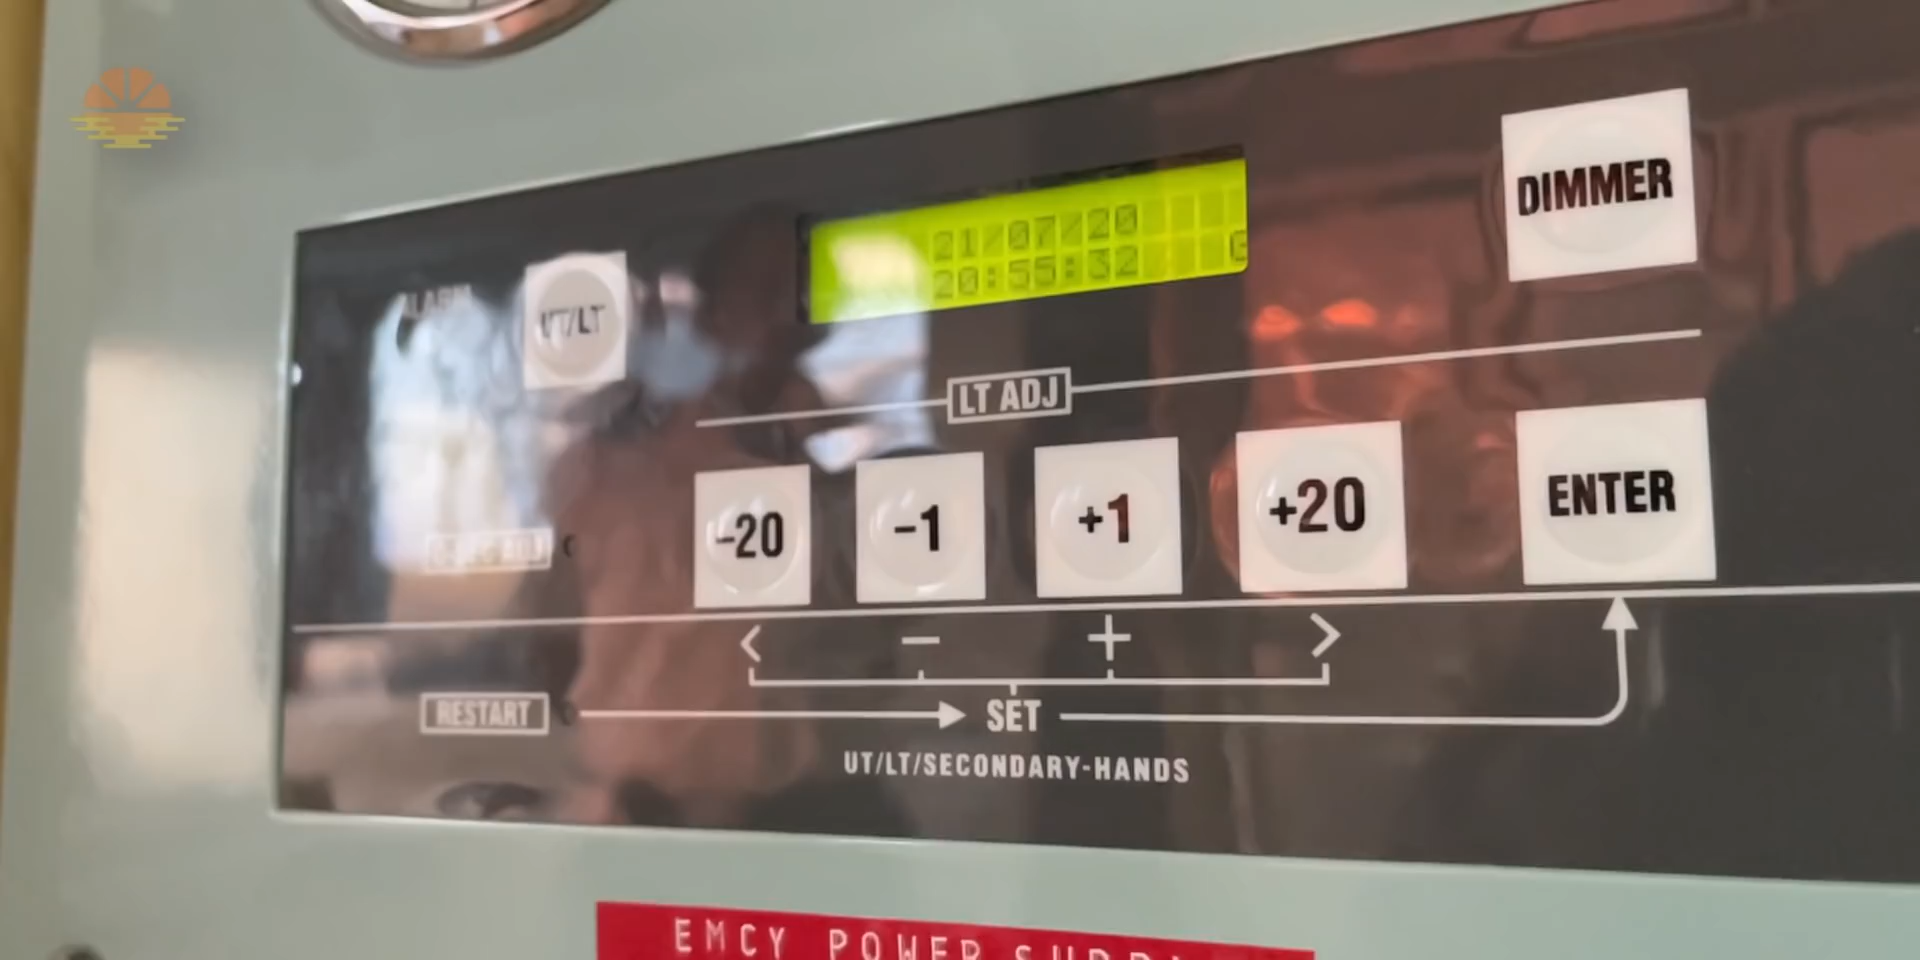 21/07/20
20:55:32
DIMMER
ALARM
UT/LT
LT ADJ
-20
-1
+1
+20
ENTER
< - + >
RESTART
SET
UT/LT/SECONDARY-HANDS
EMCY POWER